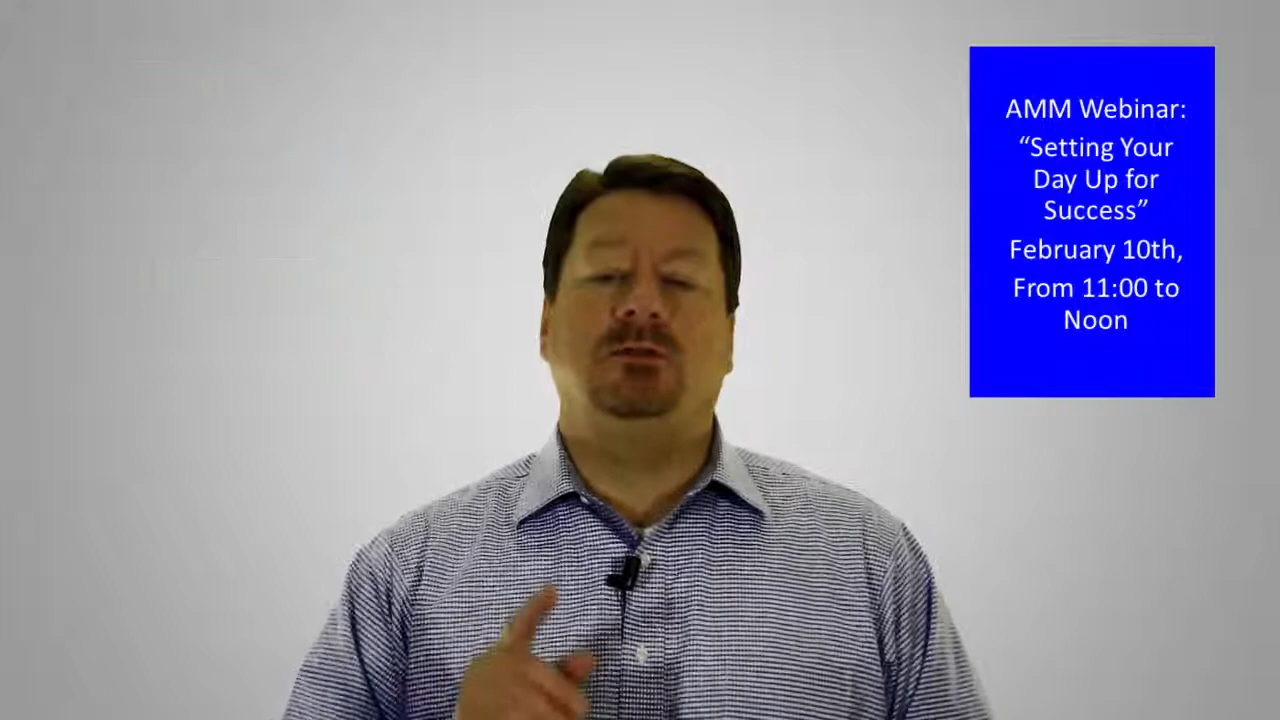 AMM Webinar:
“Setting Your
Day Up for
Success”
February 10th,
From 11:00 to
Noon